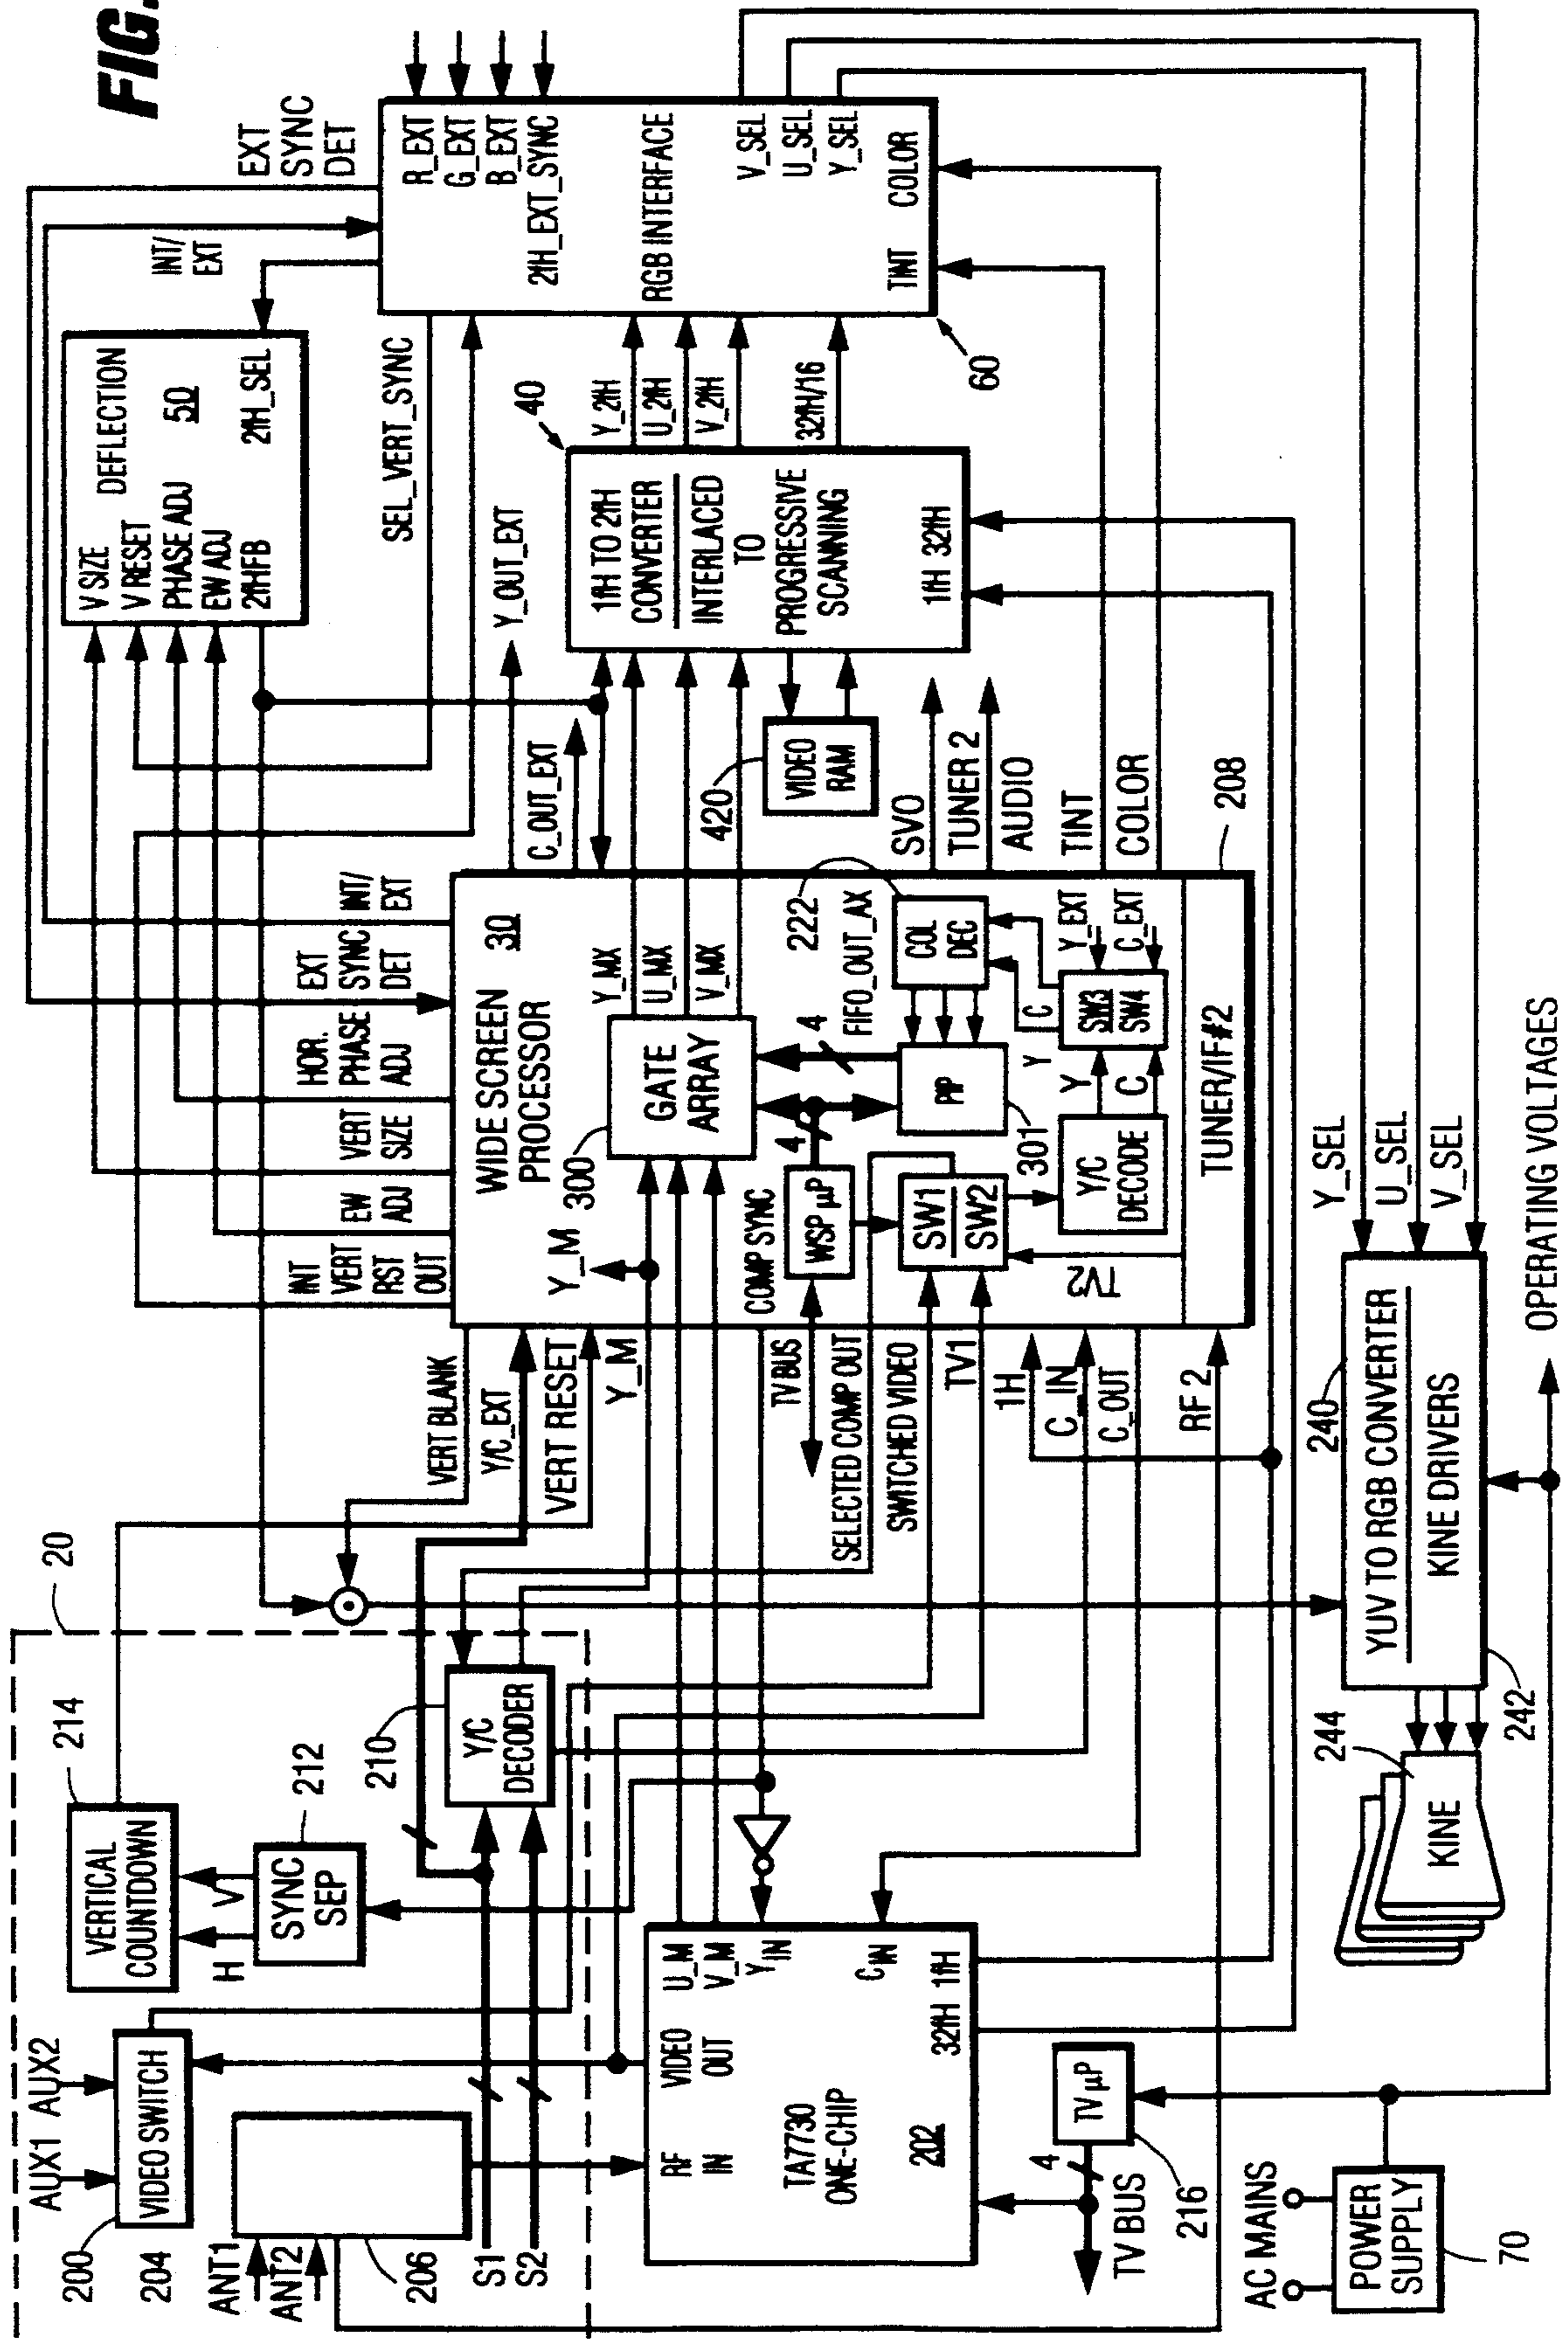 FIG.
20
AUX1
AUX2
VIDEO SWITCH
200
204
ANT1
ANT2
206
S1
S2
VERTICAL
COUNTDOWN
214
H
V
SYNC
SEP
212
210
Y/C
DECODER
RF
IN
VIDEO
OUT
U_M
V_M
YIN
CIN
TA7730
ONE-CHIP
202
32fH
1fH
TV µP
216
4
TV BUS
AC MAINS
POWER
SUPPLY
70
VERT BLANK
Y/C_EXT
VERT RESET
Y_M
TV BUS
SELECTED COMP OUT
SWITCHED VIDEO
TV1
1H
C_IN
C_OUT
RF 2
INT
VERT
RST
OUT
EW
ADJ
VERT
SIZE
HOR.
PHASE
ADJ
EXT
SYNC
DET
INT/
EXT
WIDE SCREEN
PROCESSOR
30
300
GATE
ARRAY
Y_M
Y_MX
U_MX
V_MX
COMP SYNC
WSP µP
4
4
FIFO_OUT_AX
222
COL
DEC
PIP
301
SW1
SW2
TV2
Y/C
DECODE
Y
C
Y
C
SW3
SW4
Y_EXT
C_EXT
TUNER/IF#2
208
Y_OUT_EXT
C_OUT_EXT
SVO
TUNER 2
AUDIO
TINT
COLOR
V SIZE
V RESET
PHASE ADJ
EW ADJ
2fHFB
DEFLECTION
50
2fH_SEL
SEL_VERT_SYNC
40
1fH TO 2fH
CONVERTER
INTERLACED
TO
PROGRESSIVE
SCANNING
1fH 32fH
420
VIDEO
RAM
Y_2fH
U_2fH
V_2fH
32fH/16
INT/
EXT
EXT
SYNC
DET
R_EXT
G_EXT
B_EXT
2fH_EXT_SYNC
RGB INTERFACE
V_SEL
U_SEL
Y_SEL
TINT
COLOR
60
Y_SEL
U_SEL
V_SEL
240
YUV TO RGB CONVERTER
KINE DRIVERS
242
244
KINE
OPERATING VOLTAGES